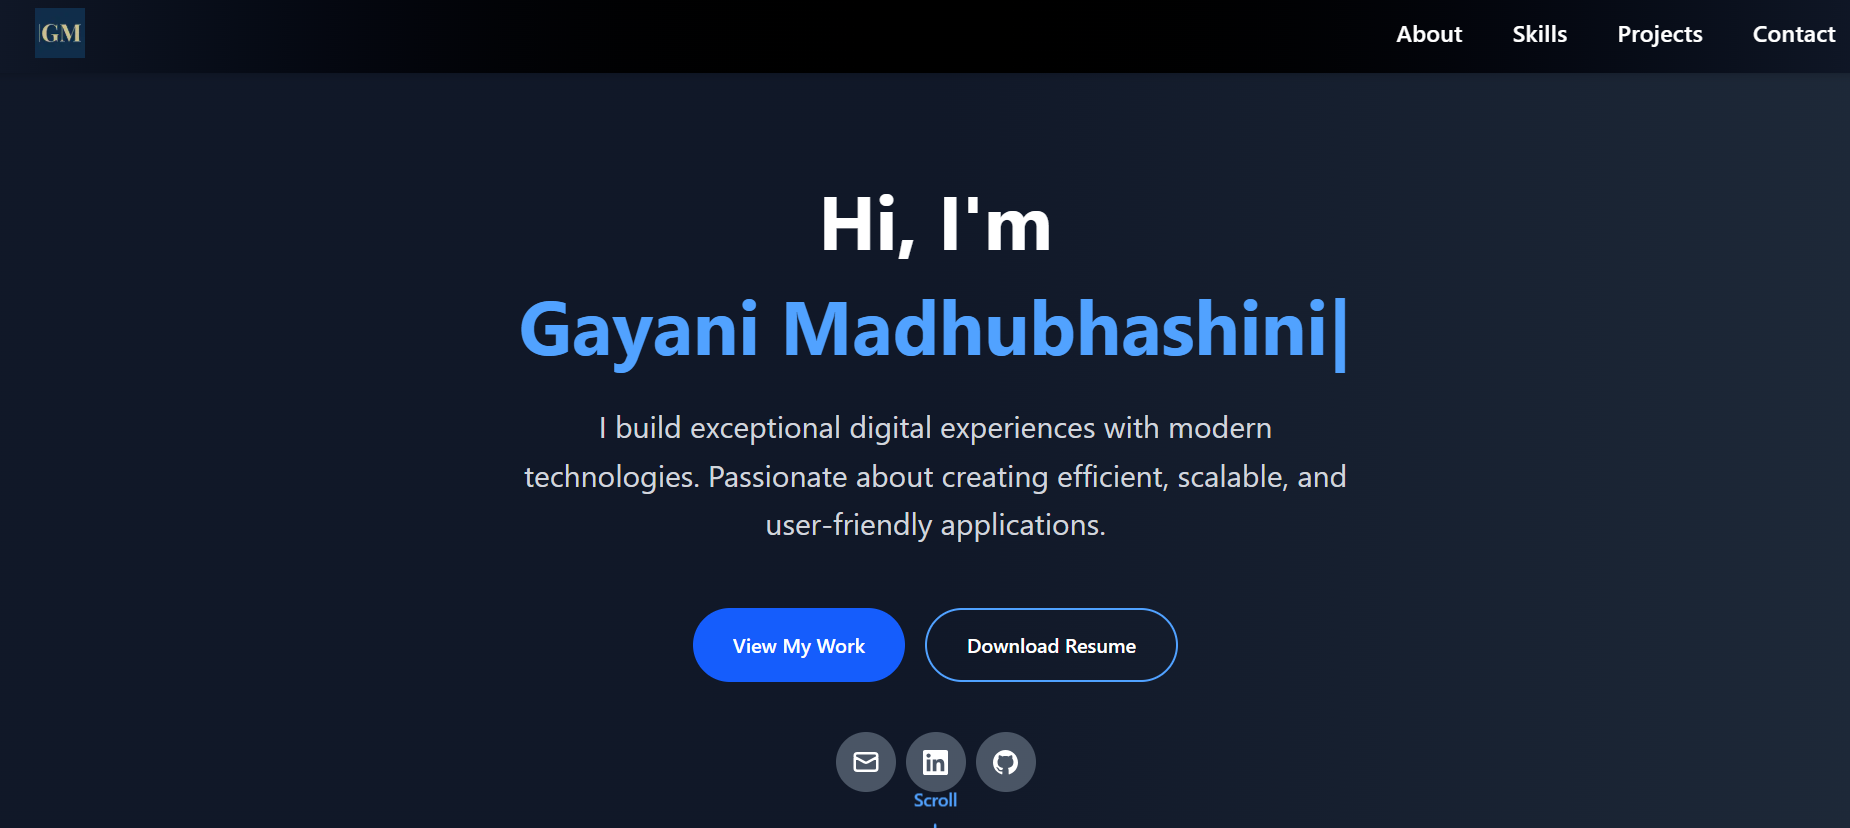 GM
About Skills Projects Contact
Hi, I'm
Gayani Madhubhashini|
I build exceptional digital experiences with modern
technologies. Passionate about creating efficient, scalable, and
user-friendly applications.
View My Work
Download Resume
in
Scroll